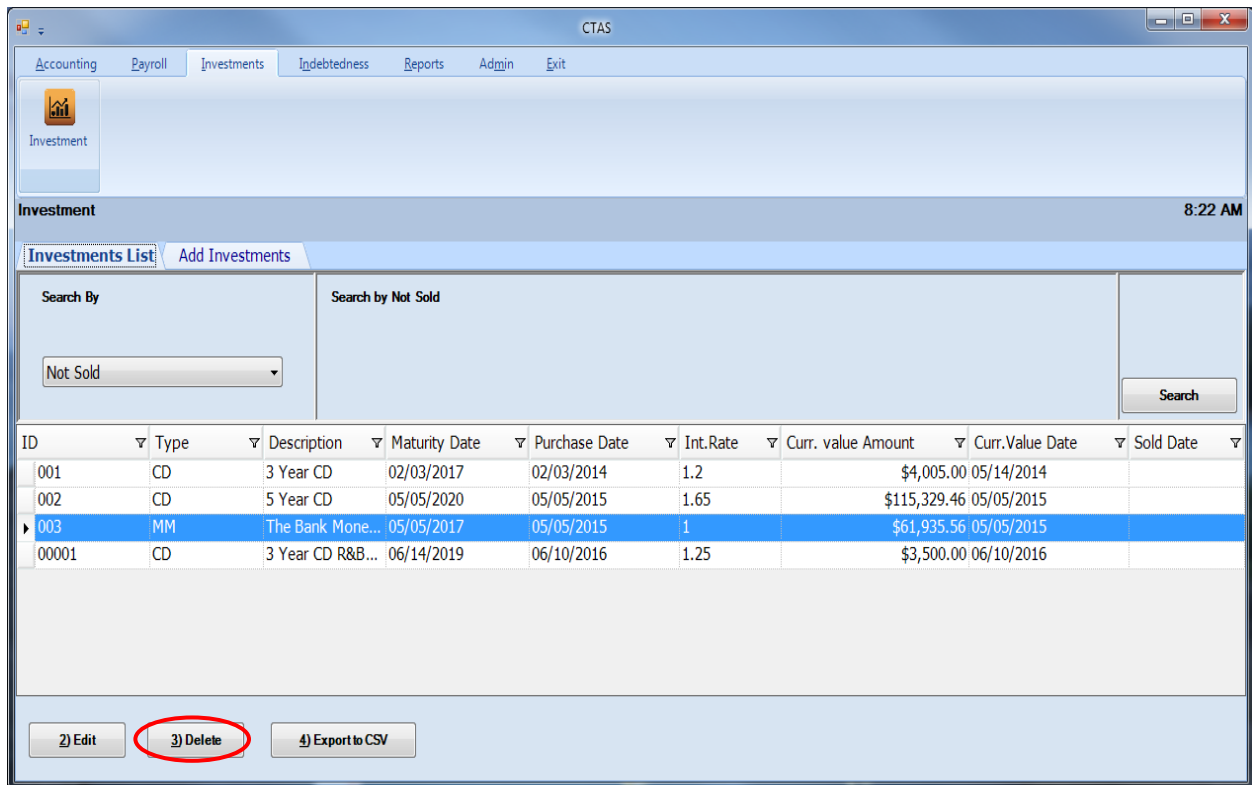 CTAS
Accounting Payroll Investments Indebtedness Reports Admin Exit
Investment
Investment 8:22 AM
Investments List Add Investments
Search By Search by Not Sold
Not Sold
Search
ID Type Description Maturity Date Purchase Date Int.Rate Curr. value Amount Curr.Value Date Sold Date
001 CD 3 Year CD 02/03/2017 02/03/2014 1.2 $4,005.00 05/14/2014
002 CD 5 Year CD 05/05/2020 05/05/2015 1.65 $115,329.46 05/05/2015
003 MM The Bank Mone... 05/05/2017 05/05/2015 1 $61,935.56 05/05/2015
00001 CD 3 Year CD R&B... 06/14/2019 06/10/2016 1.25 $3,500.00 06/10/2016
2) Edit 3) Delete 4) Export to CSV